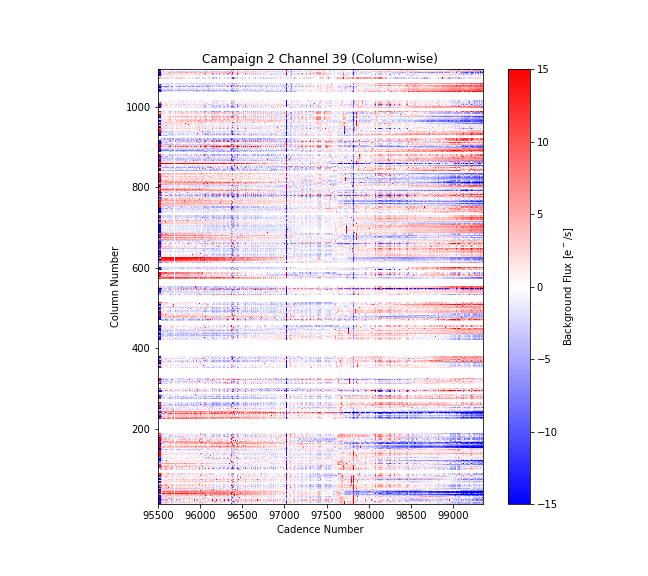 Campaign 2 Channel 39 (Column-wise)
Column Number
1000
800
600
400
200
95500 96000 96500 97000 97500 98000 98500 99000
Cadence Number
15
10
5
0
−5
−10
−15
Background Flux [e⁻/s]